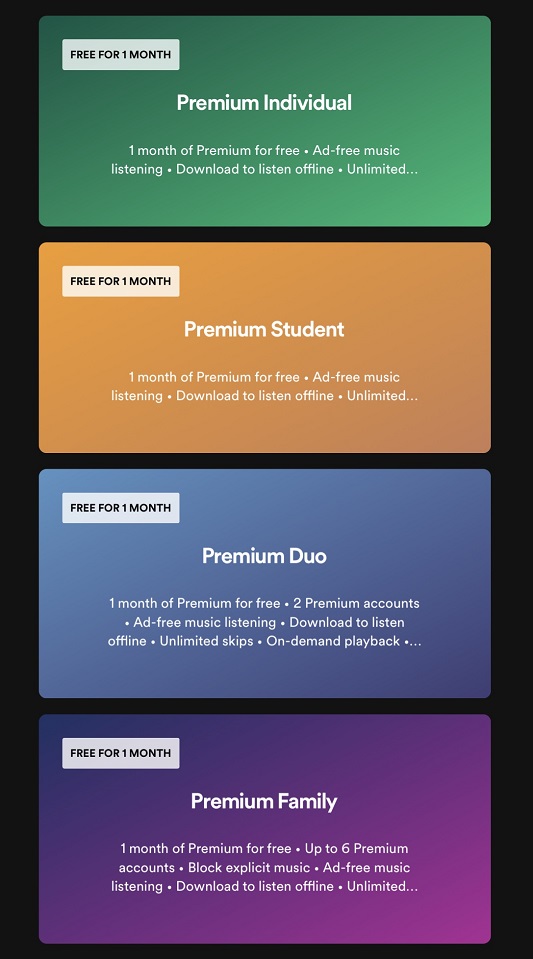 FREE FOR 1 MONTH
Premium Individual
1 month of Premium for free • Ad-free music
listening • Download to listen offline • Unlimited...
FREE FOR 1 MONTH
Premium Student
1 month of Premium for free • Ad-free music
listening • Download to listen offline • Unlimited...
FREE FOR 1 MONTH
Premium Duo
1 month of Premium for free • 2 Premium accounts
• Ad-free music listening • Download to listen
offline • Unlimited skips • On-demand playback •...
FREE FOR 1 MONTH
Premium Family
1 month of Premium for free • Up to 6 Premium
accounts • Block explicit music • Ad-free music
listening • Download to listen offline • Unlimited...